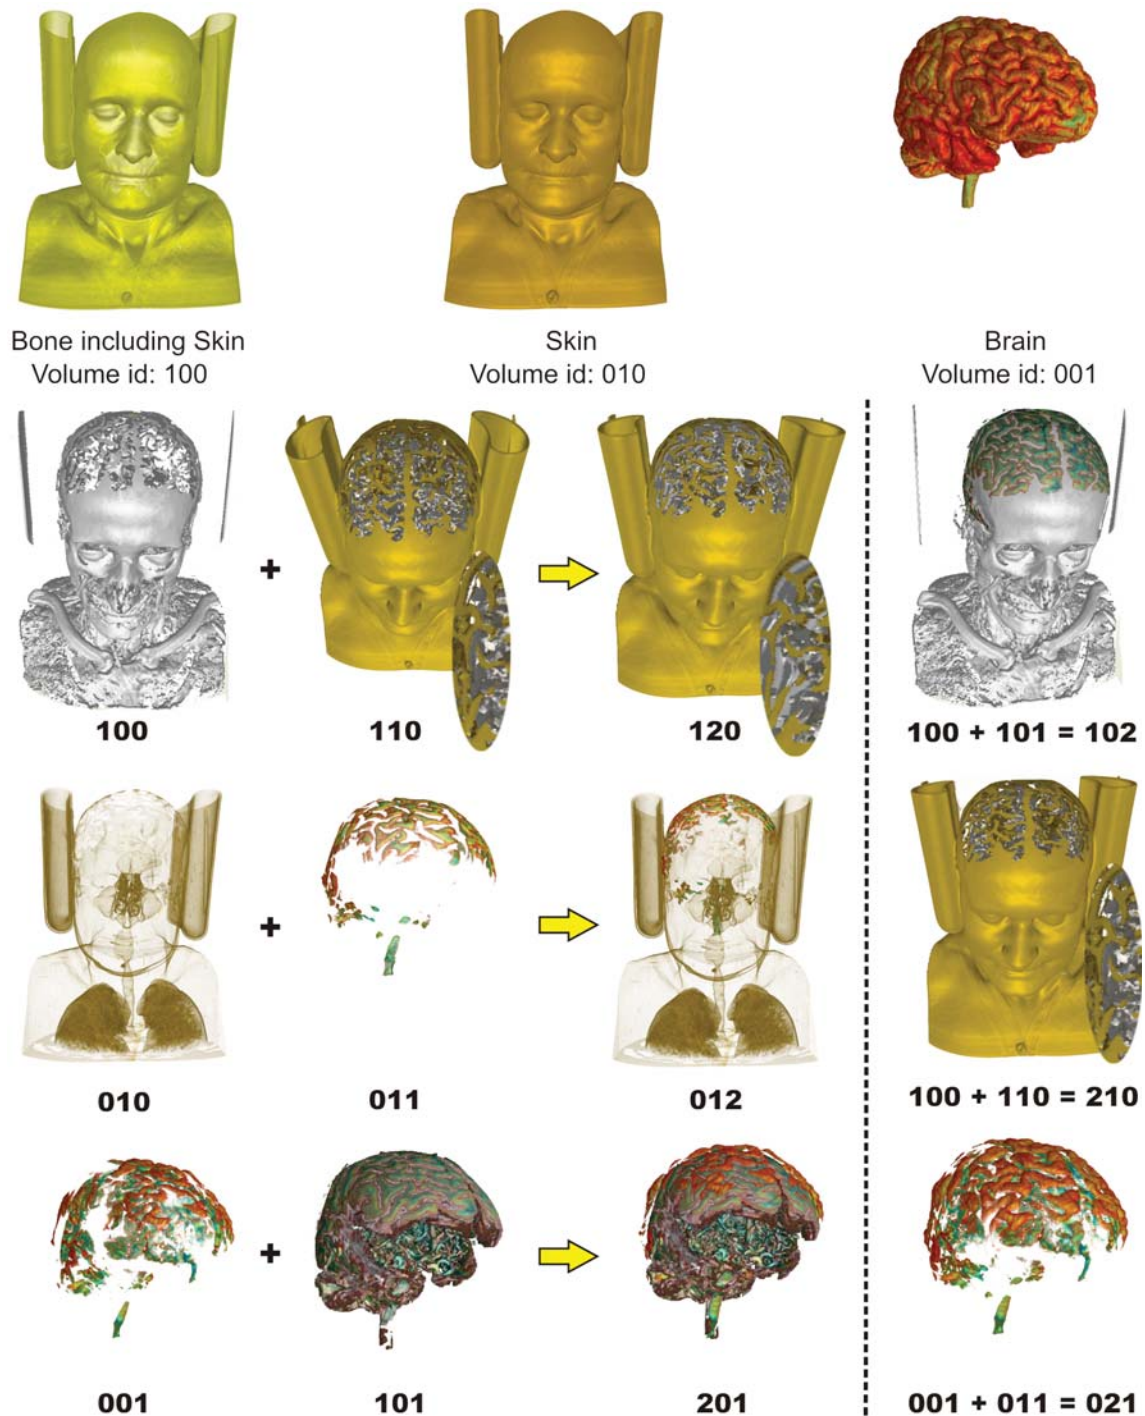 Bone including Skin
Volume id: 100
Skin
Volume id: 010
Brain
Volume id: 001
100 + 110 120 100 + 101 = 102
010 + 011 012 100 + 110 = 210
001 + 101 201 001 + 011 = 021